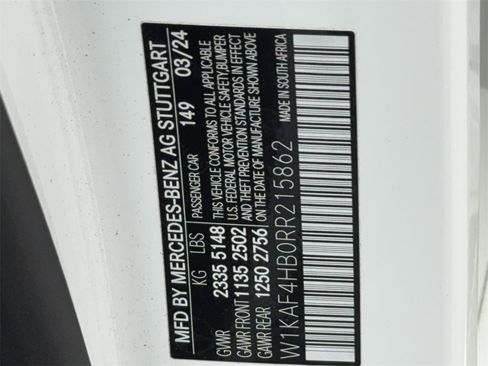 MFD BY MERCEDES-BENZ AG STUTTGART
KG LBS PASSENGER CAR 149 03/24
GVWR 2335 5148 THIS VEHICLE CONFORMS TO ALL APPLICABLE
U.S. FEDERAL MOTOR VEHICLE SAFETY, BUMPER
GAWR FRONT 1135 2502 AND THEFT PREVENTION STANDARDS IN EFFECT
GAWR REAR 1250 2756 ON THE DATE OF MANUFACTURE SHOWN ABOVE
W1KAF4HB0RR215862 MADE IN SOUTH AFRICA